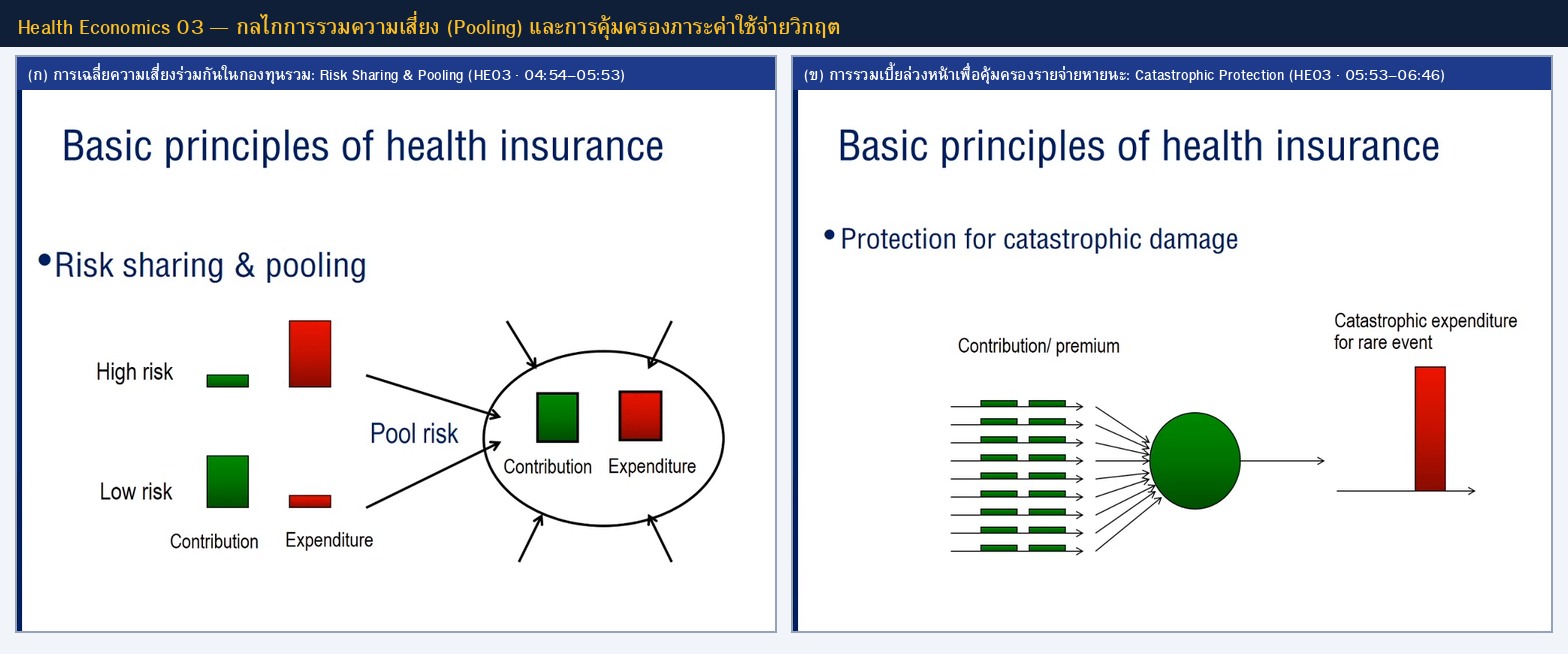 Health Economics 03 — กลไกการรวมความเสี่ยง (Pooling) และการคุ้มครองภาระค่าใช้จ่ายวิกฤต
(ก) การเฉลี่ยความเสี่ยงร่วมกันในกองทุนรวม: Risk Sharing & Pooling (HE03 · 04:54–05:53)
Basic principles of health insurance
•Risk sharing & pooling
High risk
Pool risk
Low risk
Contribution Expenditure
Contribution Expenditure
(ข) การรวมเบี้ยล่วงหน้าเพื่อคุ้มครองรายจ่ายหายนะ: Catastrophic Protection (HE03 · 05:53–06:46)
Basic principles of health insurance
•Protection for catastrophic damage
Contribution/ premium
Catastrophic expenditure
for rare event